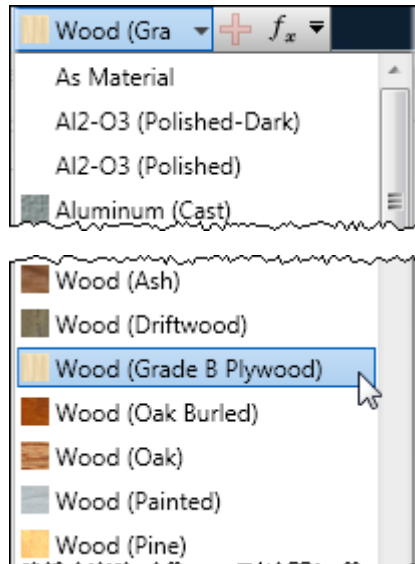 Wood (Gra
fx
As Material
Al2-O3 (Polished-Dark)
Al2-O3 (Polished)
Aluminum (Cast)
Wood (Ash)
Wood (Driftwood)
Wood (Grade B Plywood)
Wood (Oak Burled)
Wood (Oak)
Wood (Painted)
Wood (Pine)